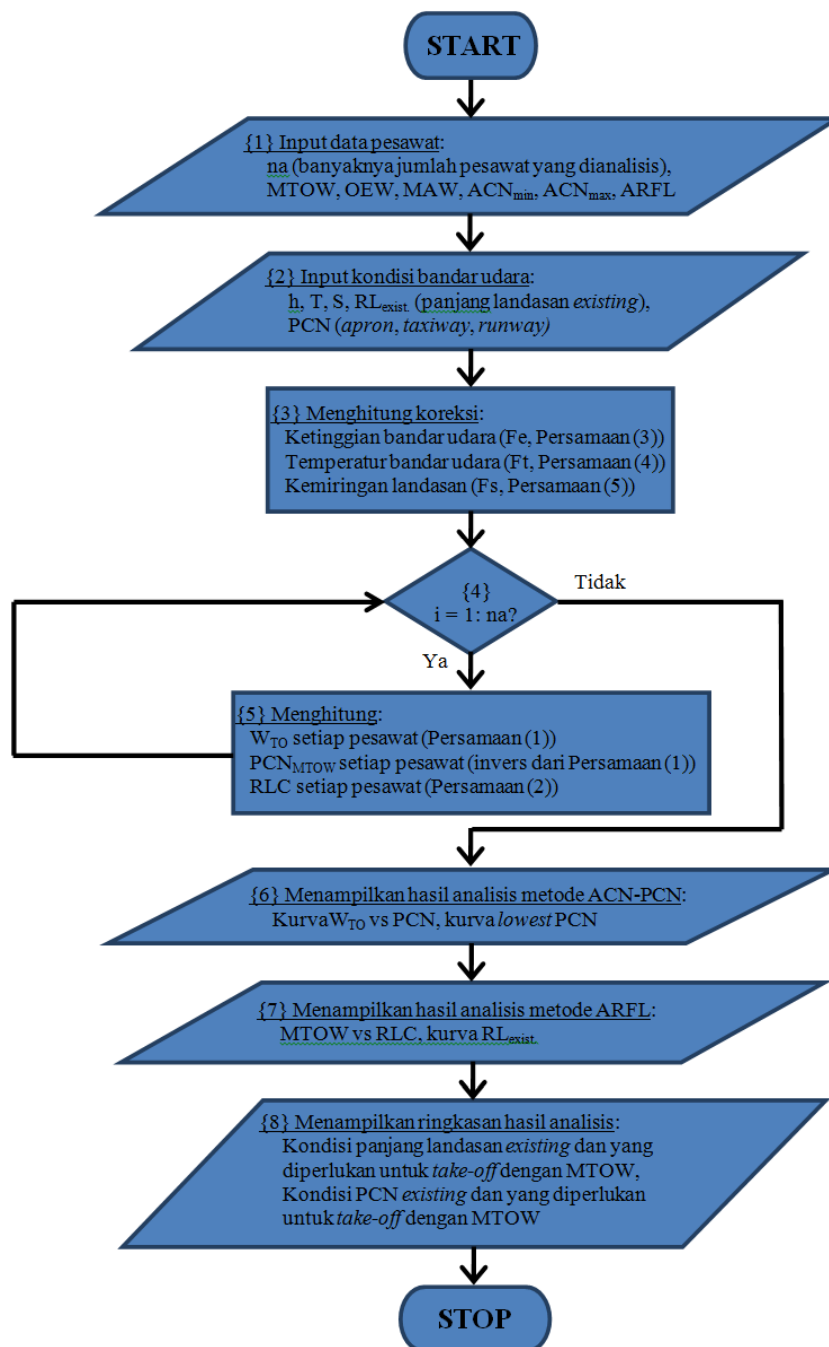 START
{1} Input data pesawat:
na (banyaknya jumlah pesawat yang dianalisis),
MTOW, OEW, MAW, ACNmin, ACNmax, ARFL
{2} Input kondisi bandar udara:
h, T, S, RLexist. (panjang landasan existing),
PCN (apron, taxiway, runway)
{3} Menghitung koreksi:
Ketinggian bandar udara (Fe, Persamaan (3))
Temperatur bandar udara (Ft, Persamaan (4))
Kemiringan landasan (Fs, Persamaan (5))
{4}
i = 1: na?
Tidak
Ya
{5} Menghitung:
WTO setiap pesawat (Persamaan (1))
PCNMTOW setiap pesawat (invers dari Persamaan (1))
RLC setiap pesawat (Persamaan (2))
{6} Menampilkan hasil analisis metode ACN-PCN:
KurvaWTO vs PCN, kurva lowest PCN
{7} Menampilkan hasil analisis metode ARFL:
MTOW vs RLC, kurva RLexist.
{8} Menampilkan ringkasan hasil analisis:
Kondisi panjang landasan existing dan yang
diperlukan untuk take-off dengan MTOW,
Kondisi PCN existing dan yang diperlukan
untuk take-off dengan MTOW
STOP